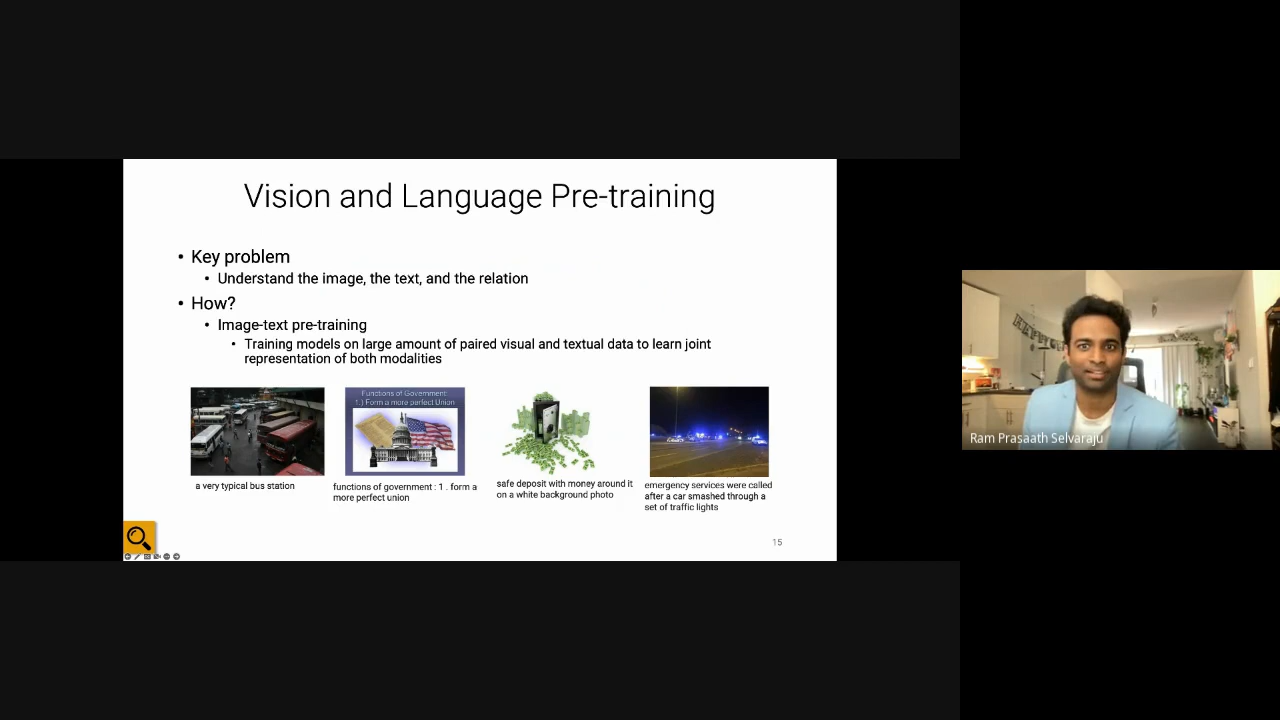 Vision and Language Pre-training
• Key problem
• Understand the image, the text, and the relation
• How?
• Image-text pre-training
• Training models on large amount of paired visual and textual data to learn joint
representation of both modalities
Functions of Government:
1.) Form a more perfect Union
a very typical bus station
functions of government : 1 . form a
more perfect union
safe deposit with money around it
on a white background photo
emergency services were called
after a car smashed through a
set of traffic lights
15
Ram Prasaath Selvaraju